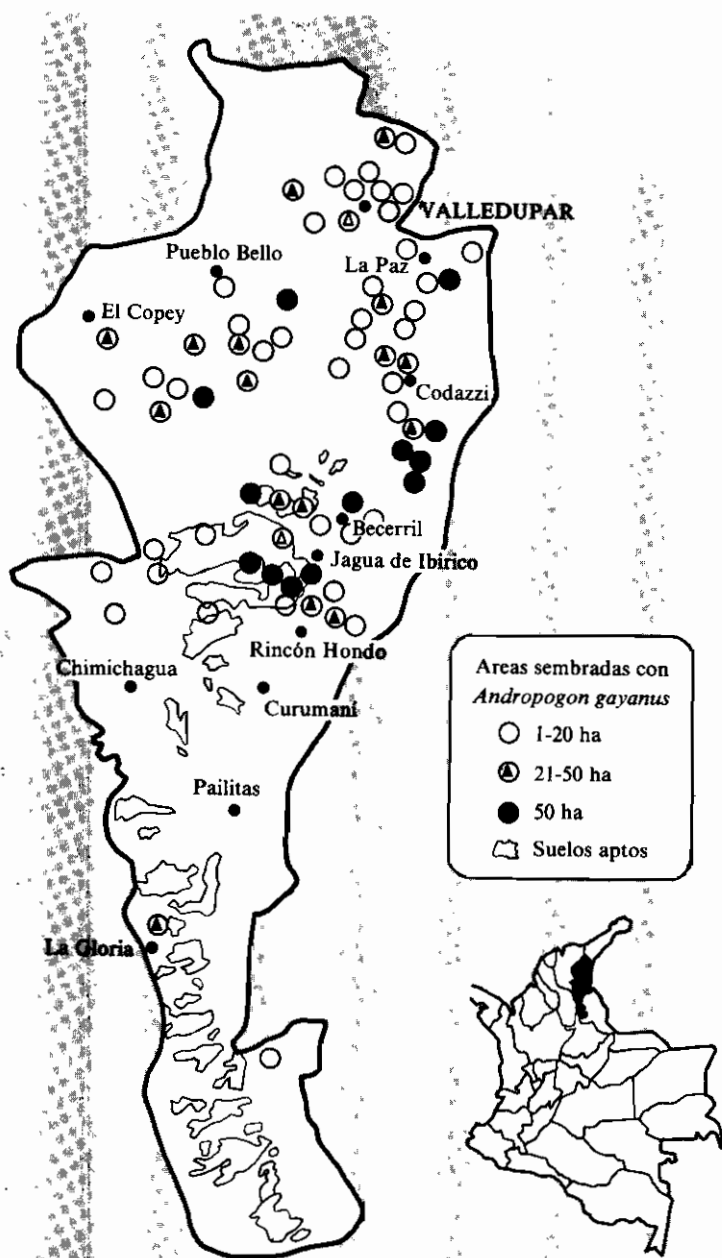 VALLEDUPAR
Pueblo Bello
La Paz
El Copey
Codazzi
Becerril
Jagua de Ibirico
Rincón Hondo
Chimichagua
Curumaní
Pailitas
La Gloria
Areas sembradas con
Andropogon gayanus
1-20 ha
21-50 ha
50 ha
Suelos aptos